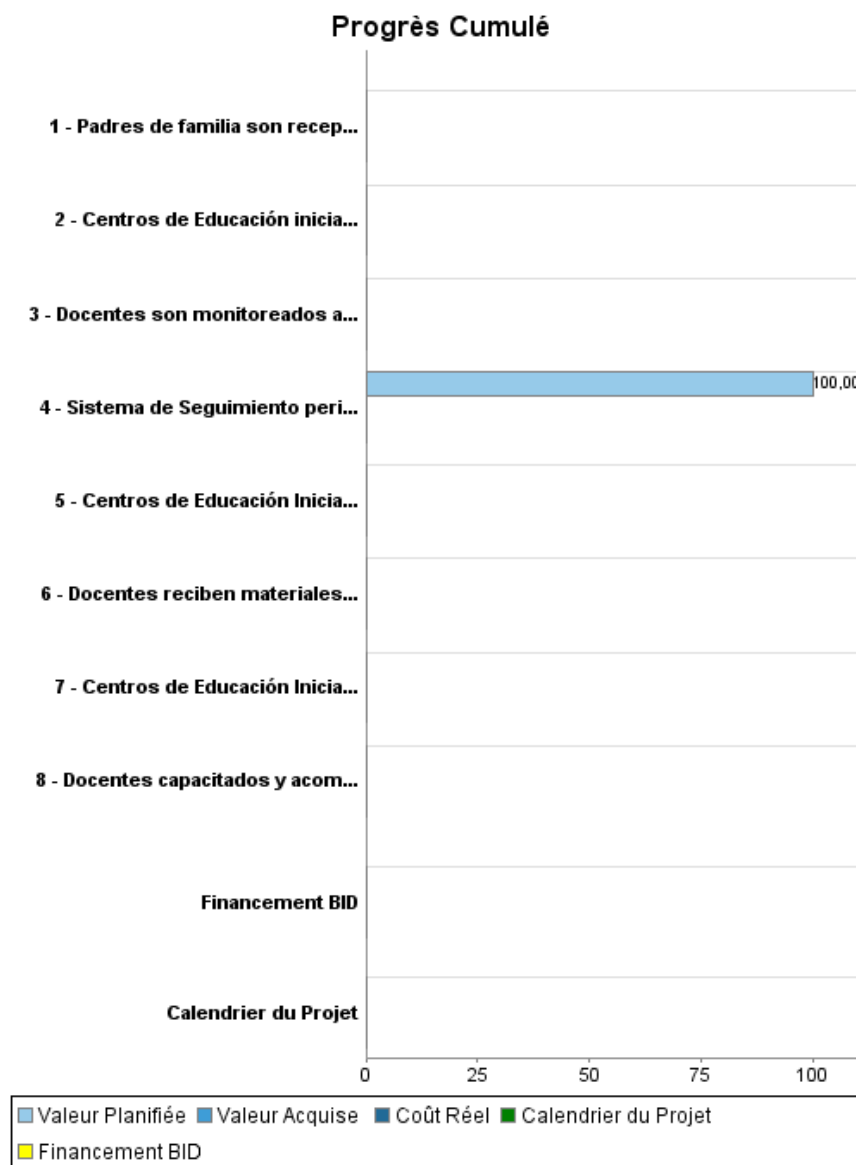 Progrès Cumulé
1 - Padres de familia son recep...
2 - Centros de Educación inicia...
3 - Docentes son monitoreados a...
100,00
4 - Sistema de Seguimiento peri...
5 - Centros de Educación Inicia...
6 - Docentes reciben materiales...
7 - Centros de Educación Inicia...
8 - Docentes capacitados y acom...
Financement BID
Calendrier du Projet
0 25 50 75 100
Valeur Planifiée Valeur Acquise Coût Réel Calendrier du Projet
Financement BID